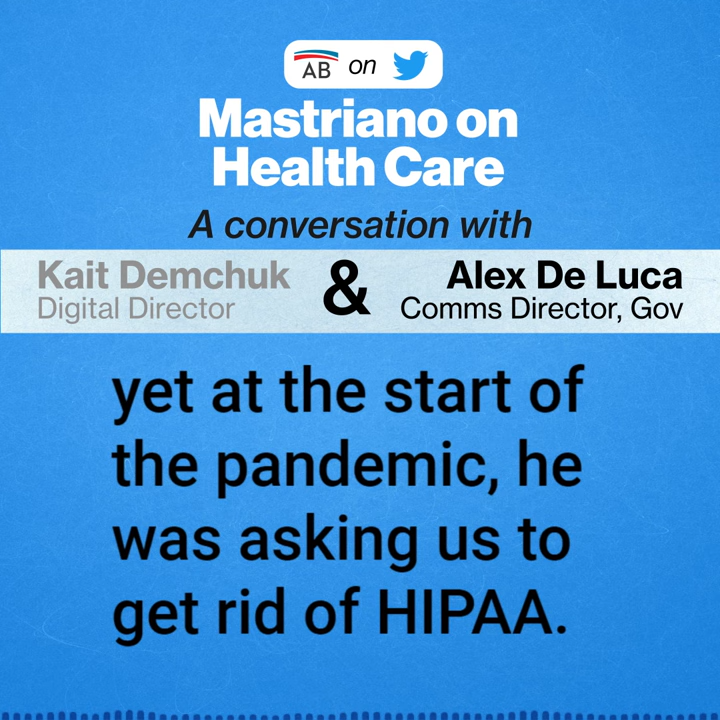 AB on
Mastriano on
Health Care
A conversation with
Kait Demchuk & Alex De Luca
Digital Director Comms Director, Gov
yet at the start of
the pandemic, he
was asking us to
get rid of HIPAA.